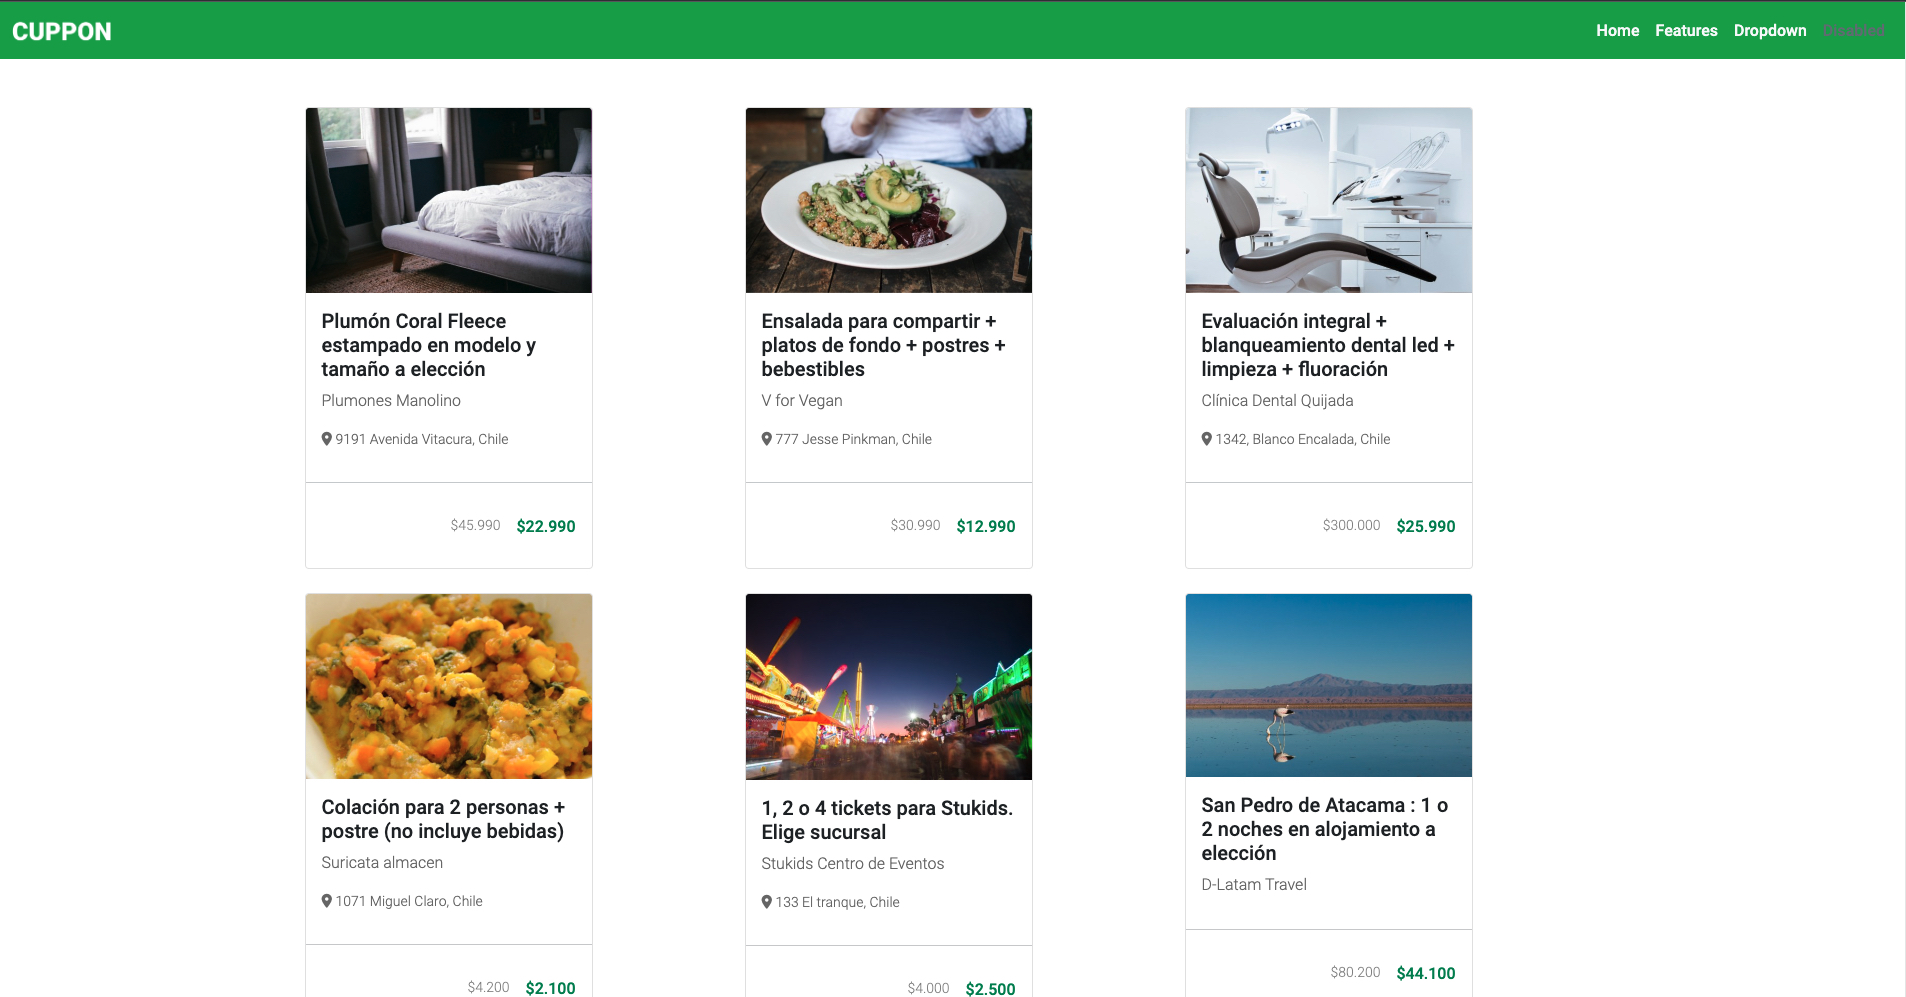 CUPPON
Home Features Dropdown Disabled
Plumón Coral Fleece
estampado en modelo y
tamaño a elección
Plumones Manolino
9191 Avenida Vitacura, Chile
$45.990 $22.990
Ensalada para compartir +
platos de fondo + postres +
bebestibles
V for Vegan
777 Jesse Pinkman, Chile
$30.990 $12.990
Evaluación integral +
blanqueamiento dental led +
limpieza + fluoración
Clínica Dental Quijada
1342, Blanco Encalada, Chile
$300.000 $25.990
Colación para 2 personas +
postre (no incluye bebidas)
Suricata almacen
1071 Miguel Claro, Chile
$4.200 $2.100
1, 2 o 4 tickets para Stukids.
Elige sucursal
Stukids Centro de Eventos
133 El tranque, Chile
$4.000 $2.500
San Pedro de Atacama : 1 o
2 noches en alojamiento a
elección
D-Latam Travel
$80.200 $44.100